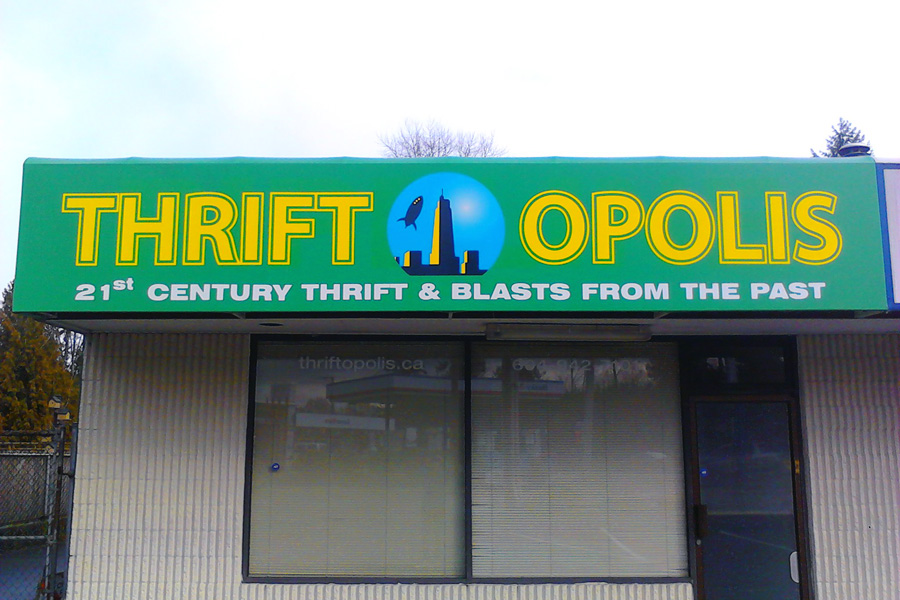 THRIFT OPOLIS
21st CENTURY THRIFT & BLASTS FROM THE PAST
thriftopolis.ca